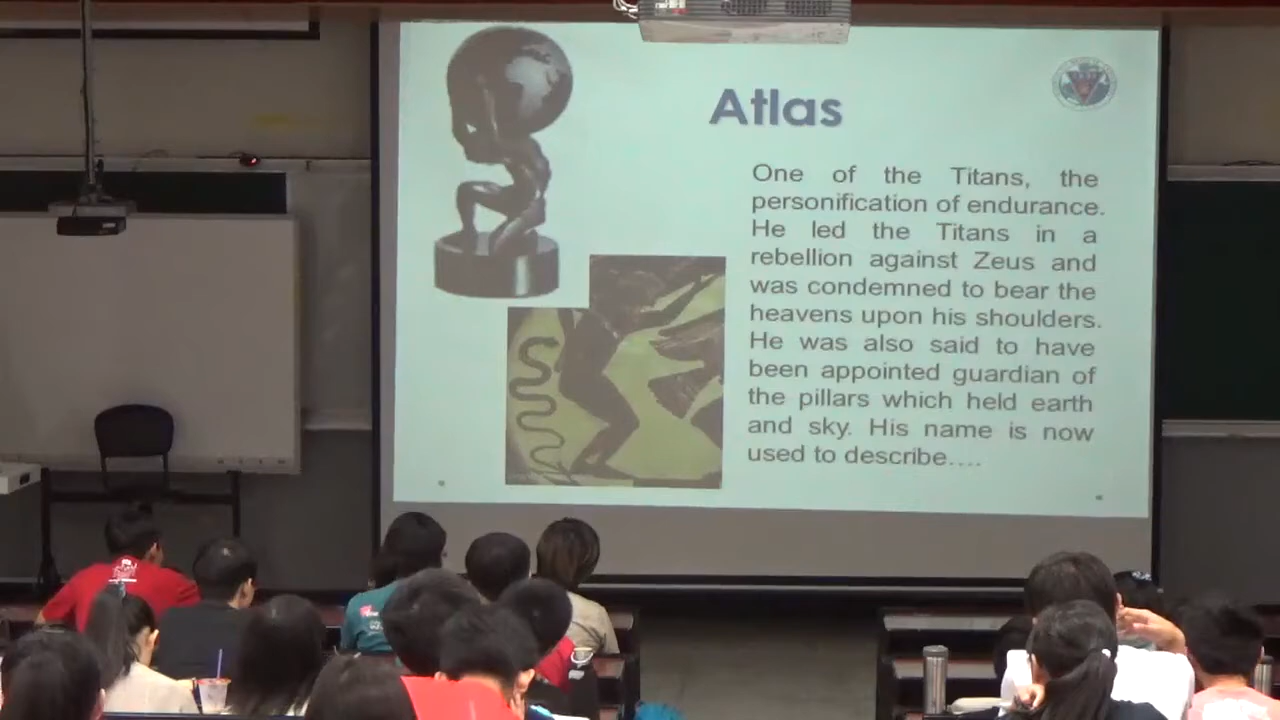 Atlas
One of the Titans, the
personification of endurance.
He led the Titans in a
rebellion against Zeus and
was condemned to bear the
heavens upon his shoulders.
He was also said to have
been appointed guardian of
the pillars which held earth
and sky. His name is now
used to describe....